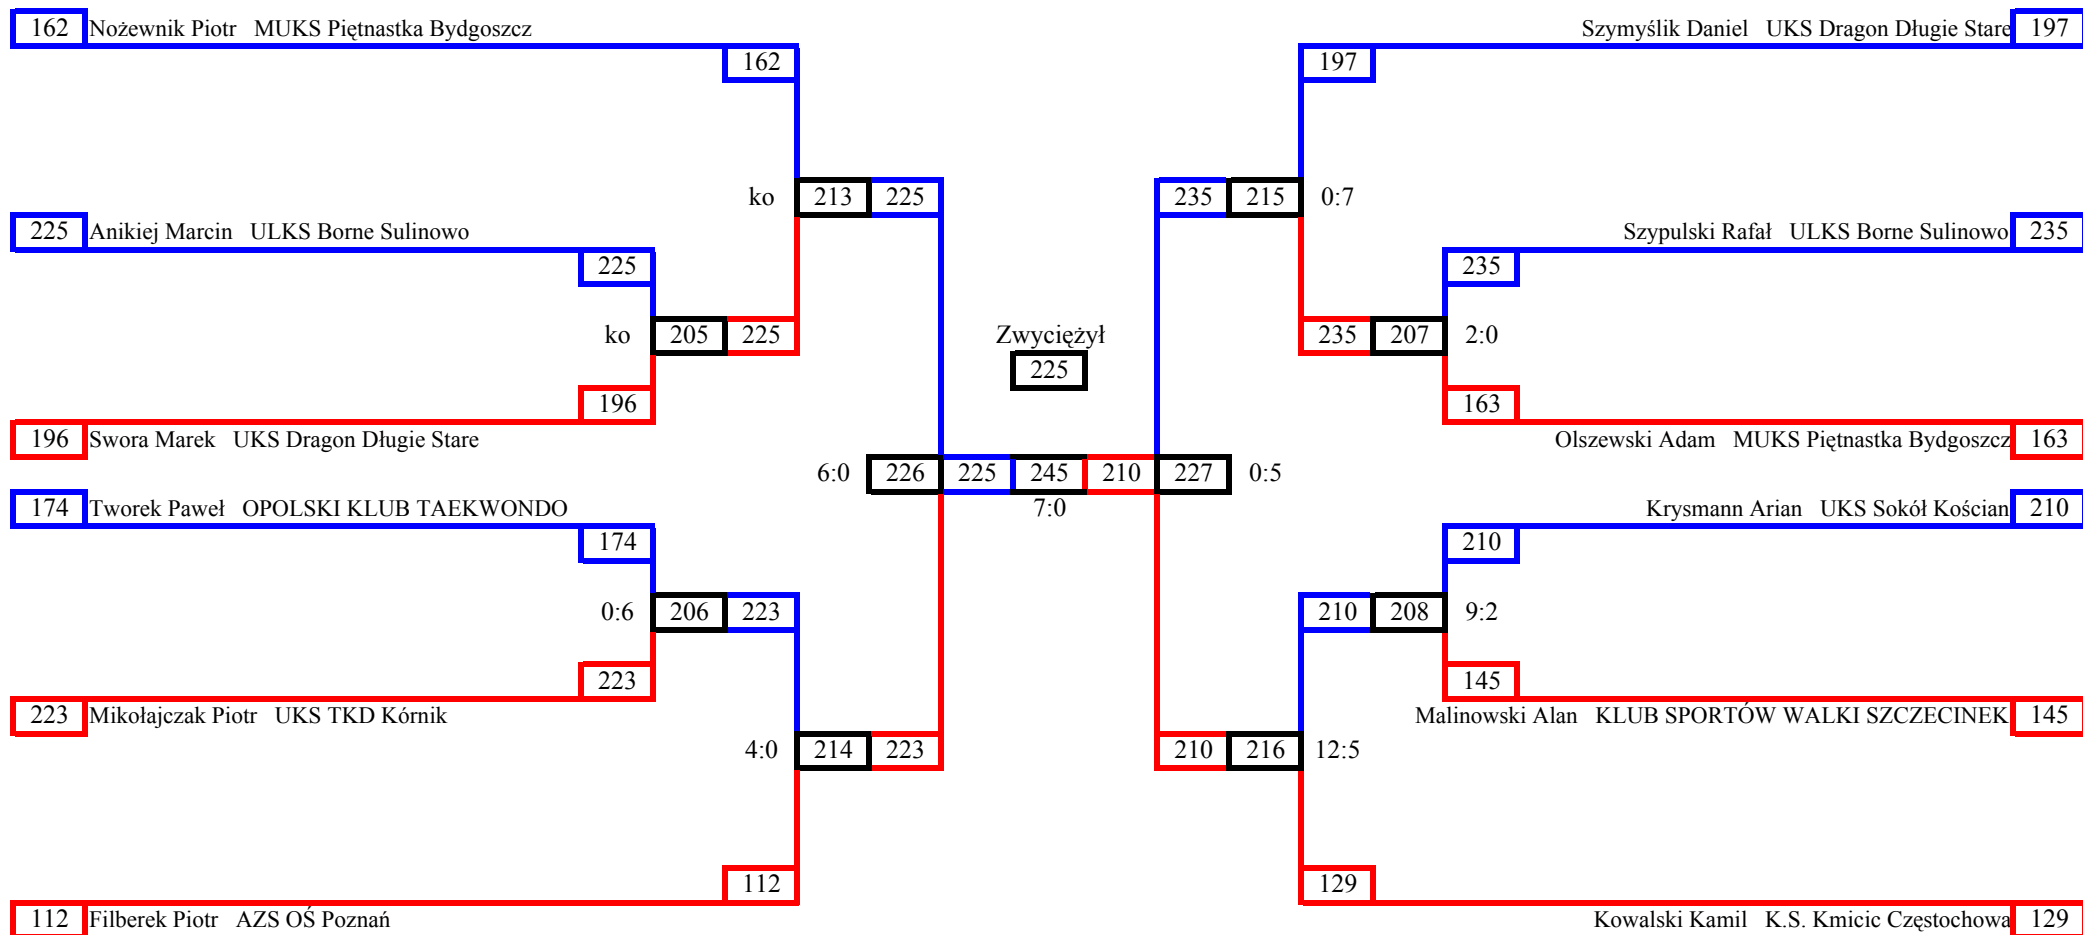 162 Nożewnik Piotr MUKS Piętnastka Bydgoszcz
Szymyślik Daniel UKS Dragon Długie Stare 197
162
197
ko 213 225
235 215 0:7
225 Anikiej Marcin ULKS Borne Sulinowo
Szypulski Rafał ULKS Borne Sulinowo 235
225
235
ko 205 225
Zwyciężył
235 207 2:0
225
196
163
196 Swora Marek UKS Dragon Długie Stare
Olszewski Adam MUKS Piętnastka Bydgoszcz 163
6:0 226 225 245 210 227 0:5
7:0
174 Tworek Paweł OPOLSKI KLUB TAEKWONDO
Krysmann Arian UKS Sokół Kościan 210
174
210
0:6 206 223
210 208 9:2
223
145
223 Mikołajczak Piotr UKS TKD Kórnik
Malinowski Alan KLUB SPORTÓW WALKI SZCZECINEK 145
4:0 214 223
210 216 12:5
112
129
112 Filberek Piotr AZS OŚ Poznań
Kowalski Kamil K.S. Kmicic Częstochowa 129